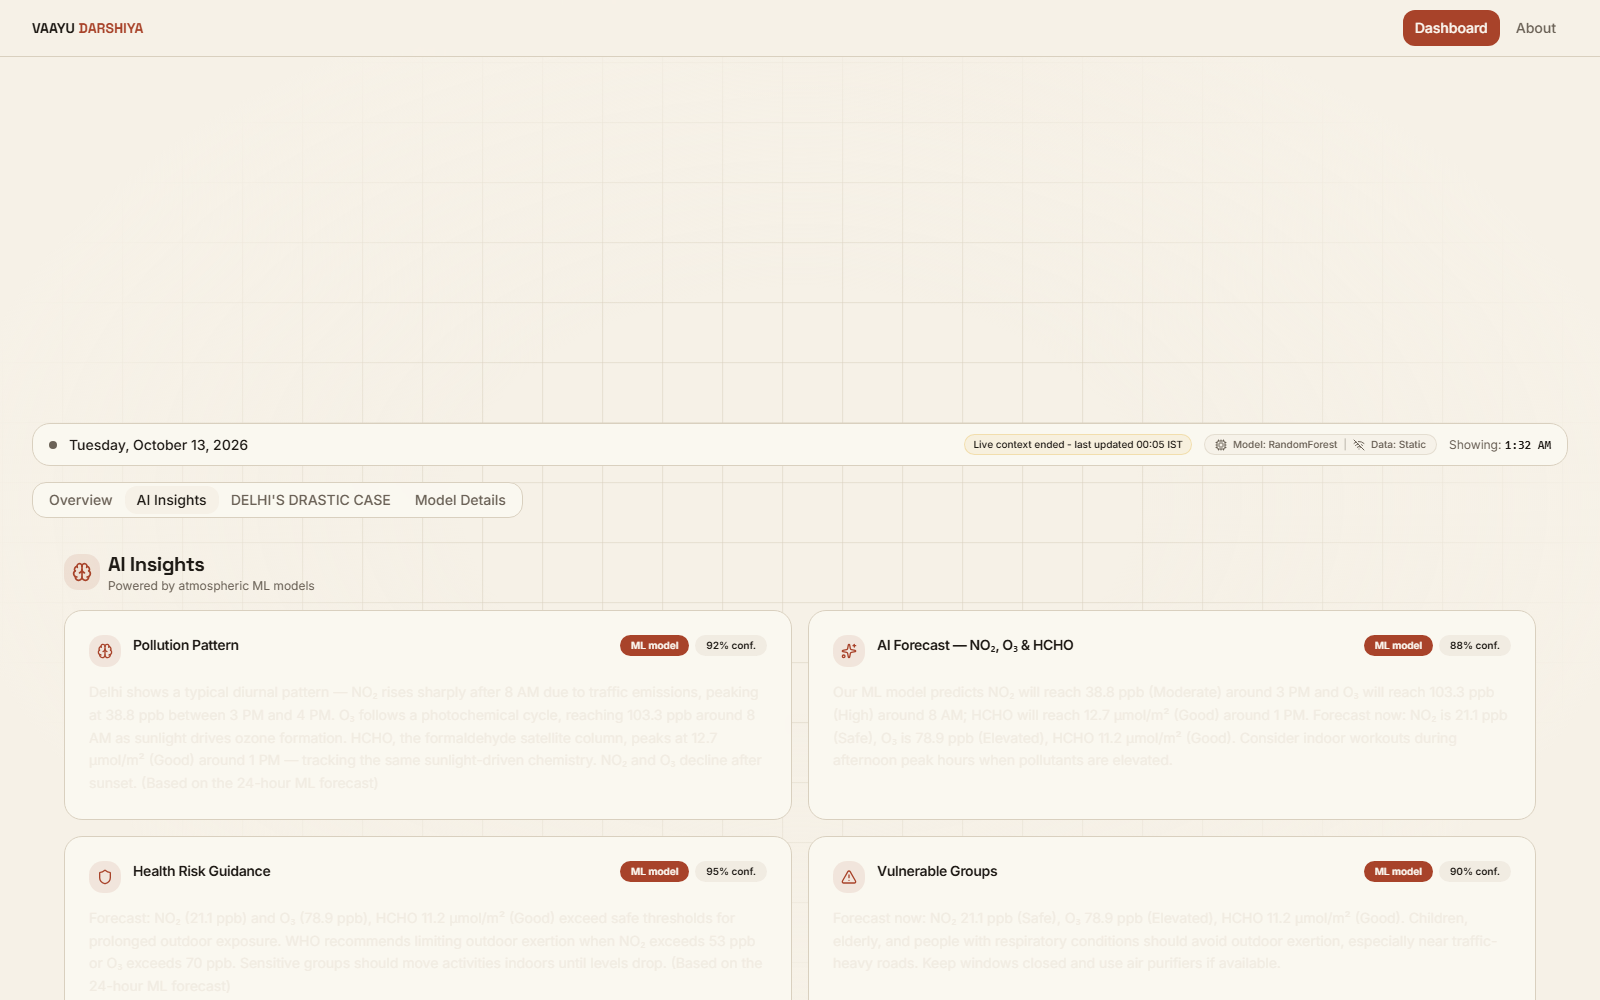 VAAYU DARSHIYA
Dashboard
About
Tuesday, October 13, 2026
Live context ended - last updated 00:05 IST
Model: RandomForest | Data: Static
Showing: 1:32 AM
Overview
AI Insights
DELHI'S DRASTIC CASE
Model Details
AI Insights
Powered by atmospheric ML models
Pollution Pattern
ML model
92% conf.
Delhi shows a typical diurnal pattern — NO₂ rises sharply after 8 AM due to traffic emissions, peaking
at 38.8 ppb between 3 PM and 4 PM. O₃ follows a photochemical cycle, reaching 103.3 ppb around 8
AM as sunlight drives ozone formation. HCHO, the formaldehyde satellite column, peaks at 12.7
µmol/m² (Good) around 1 PM — tracking the same sunlight-driven chemistry. NO₂ and O₃ decline after
sunset. (Based on the 24-hour ML forecast)
AI Forecast — NO₂, O₃ & HCHO
ML model
88% conf.
Our ML model predicts NO₂ will reach 38.8 ppb (Moderate) around 3 PM and O₃ will reach 103.3 ppb
(High) around 8 AM; HCHO will reach 12.7 µmol/m² (Good) around 1 PM. Forecast now: NO₂ is 21.1 ppb
(Safe), O₃ is 78.9 ppb (Elevated), HCHO 11.2 µmol/m² (Good). Consider indoor workouts during
afternoon peak hours when pollutants are elevated.
Health Risk Guidance
ML model
95% conf.
Forecast: NO₂ (21.1 ppb) and O₃ (78.9 ppb), HCHO 11.2 µmol/m² (Good) exceed safe thresholds for
prolonged outdoor exposure. WHO recommends limiting outdoor exertion when NO₂ exceeds 53 ppb
or O₃ exceeds 70 ppb. Sensitive groups should move activities indoors until levels drop. (Based on the
24-hour ML forecast)
Vulnerable Groups
ML model
90% conf.
Forecast now: NO₂ 21.1 ppb (Safe), O₃ 78.9 ppb (Elevated), HCHO 11.2 µmol/m² (Good). Children,
elderly, and people with respiratory conditions should avoid outdoor exertion, especially near traffic-
heavy roads. Keep windows closed and use air purifiers if available.